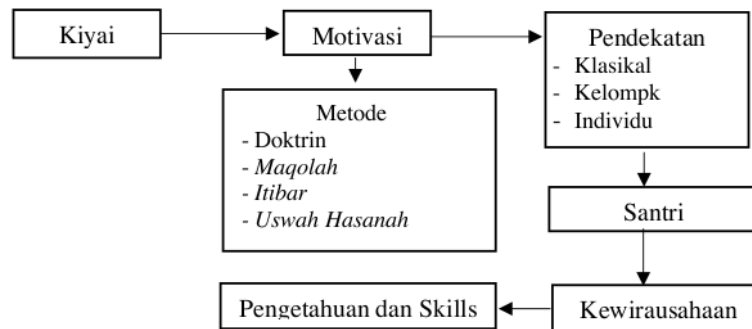 Kiyai
Motivasi
Pendekatan
- Klasikal
- Kelompk
- Individu
Metode
- Doktrin
- Maqolah
- Itibar
- Uswah Hasanah
Santri
Kewirausahaan
Pengetahuan dan Skills